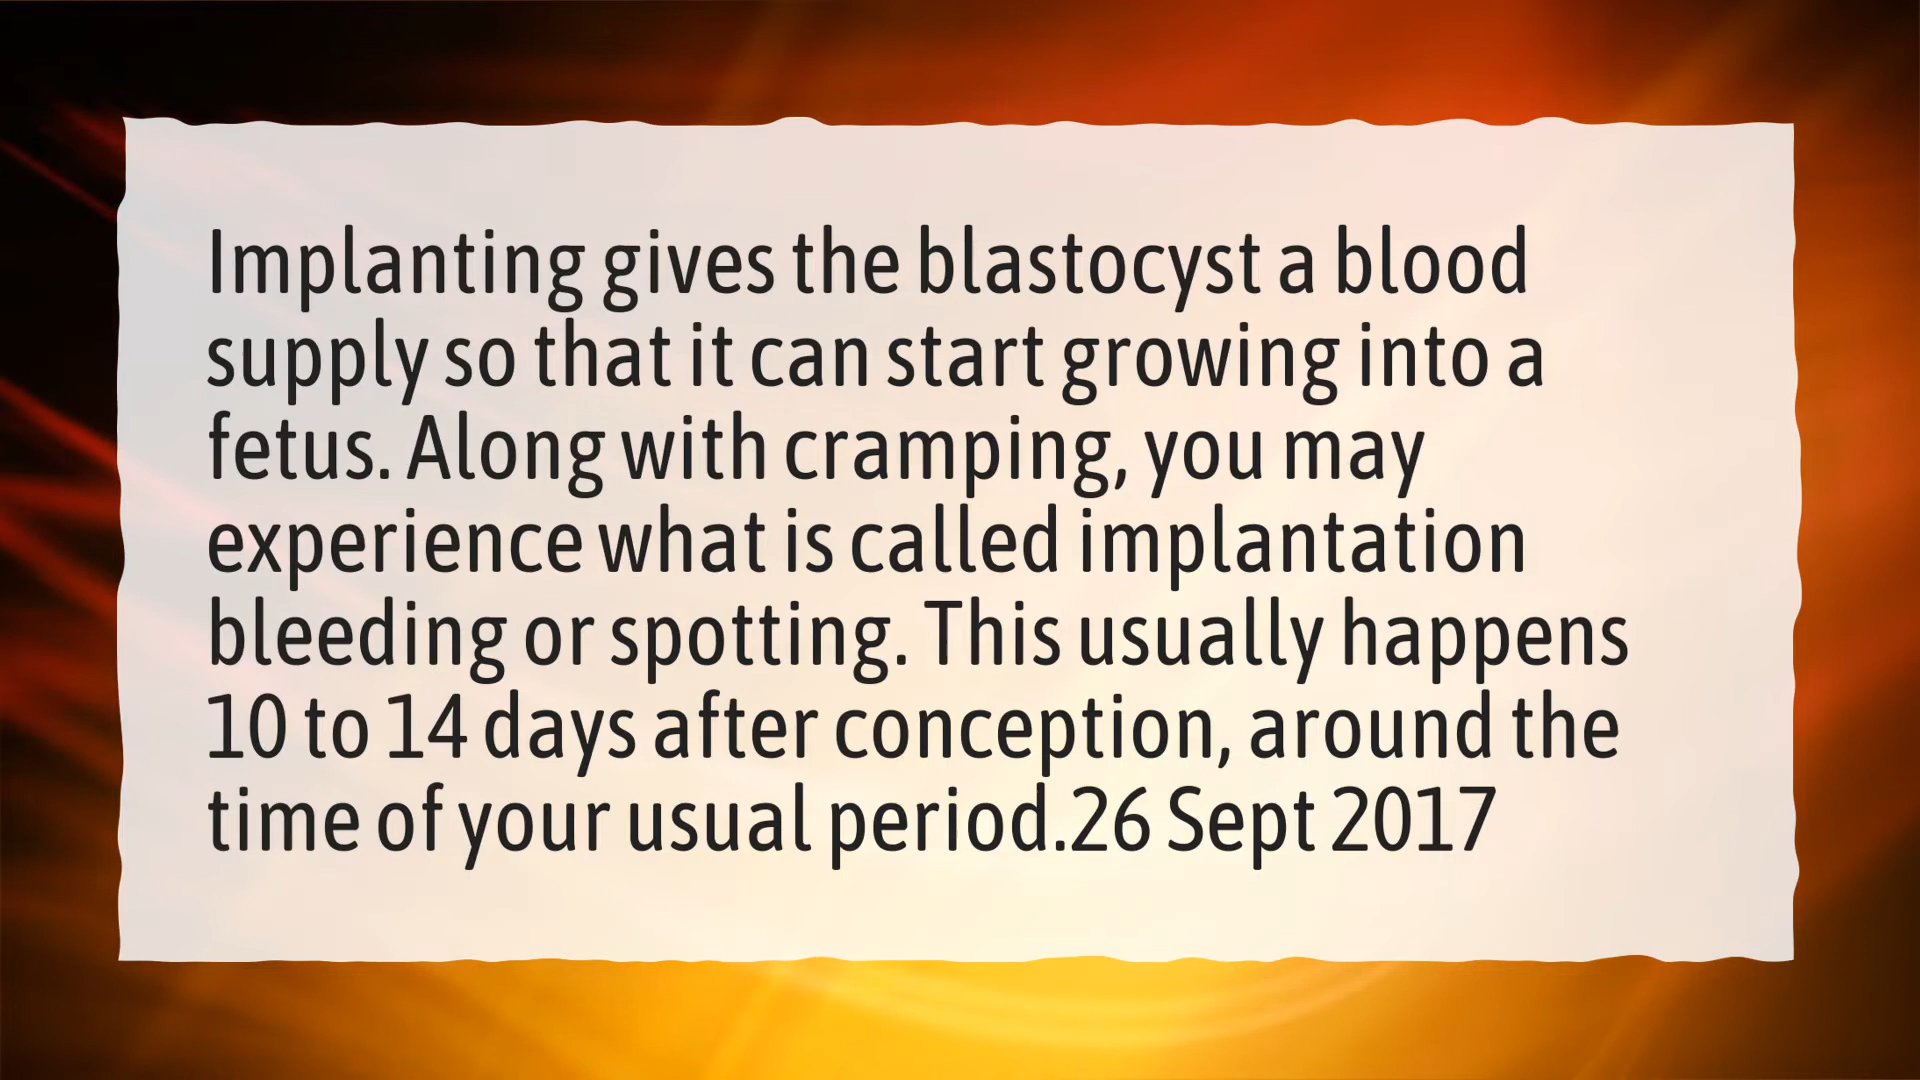 Implanting gives the blastocyst a blood
supply so that it can start growing into a
fetus. Along with cramping, you may
experience what is called implantation
bleeding or spotting. This usually happens
10 to 14 days after conception, around the
time of your usual period.26 Sept 2017